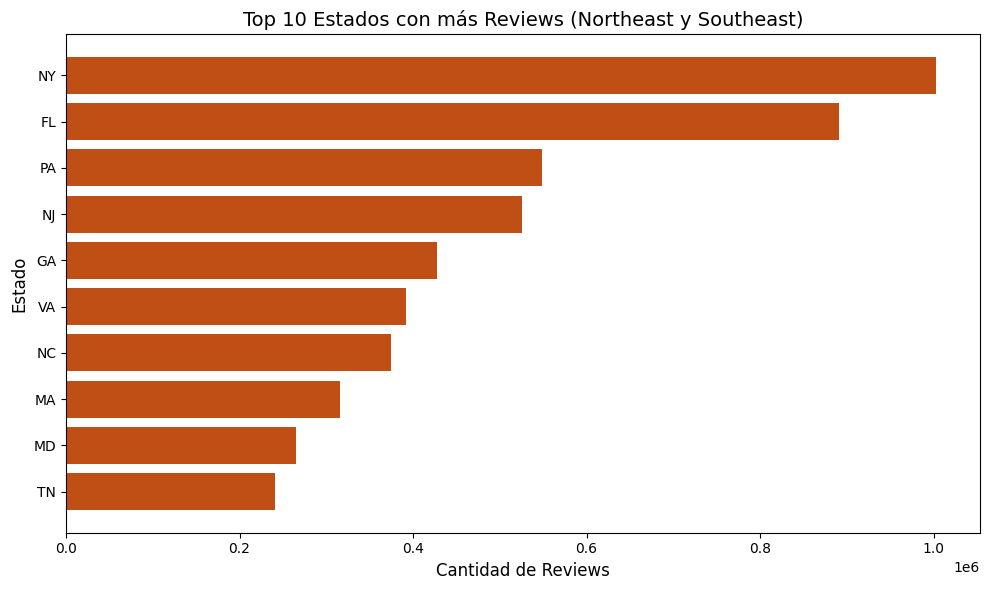 Top 10 Estados con más Reviews (Northeast y Southeast)
Estado
NY
FL
PA
NJ
GA
VA
NC
MA
MD
TN
0.0 0.2 0.4 0.6 0.8 1.0
1e6
Cantidad de Reviews